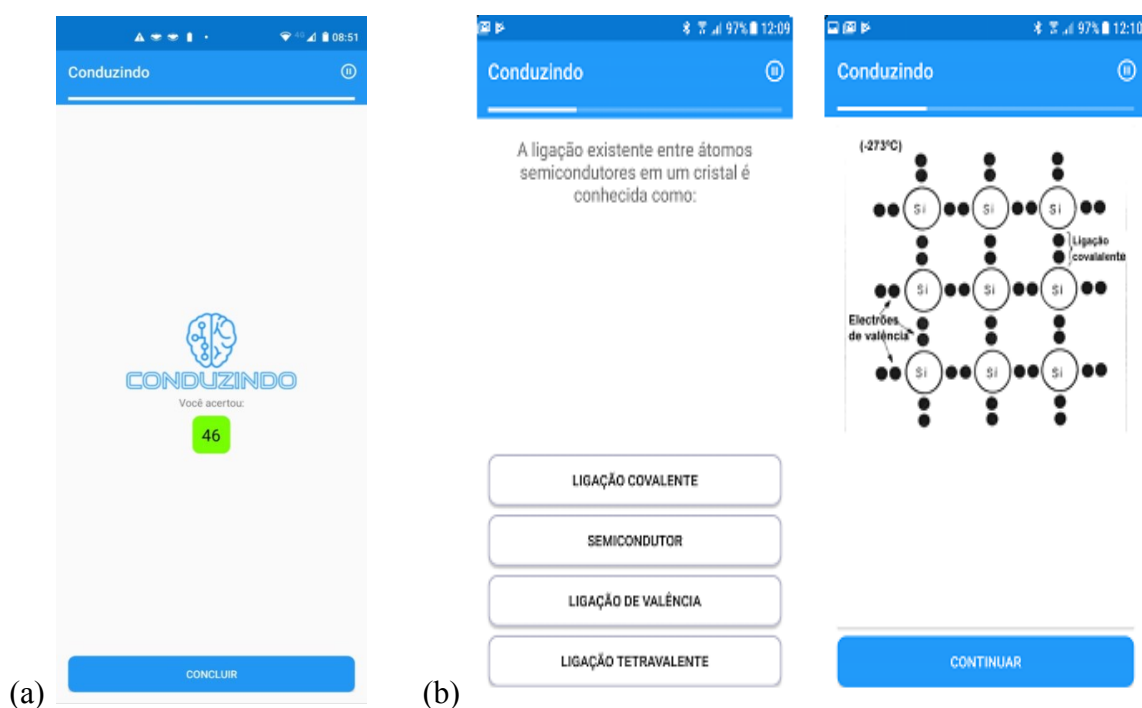 08:51
Conduzindo
CONDUZINDO
Você acertou:
46
CONCLUIR
(a)
97% 12:09
Conduzindo
A ligação existente entre átomos
semicondutores em um cristal é
conhecida como:
LIGAÇÃO COVALENTE
SEMICONDUTOR
LIGAÇÃO DE VALÊNCIA
LIGAÇÃO TETRAVALENTE
(b)
97% 12:10
Conduzindo
(-273ºC)
Si Si Si
Ligação
covalalente
Si Si Si
Electrões
de valência
Si Si Si
CONTINUAR